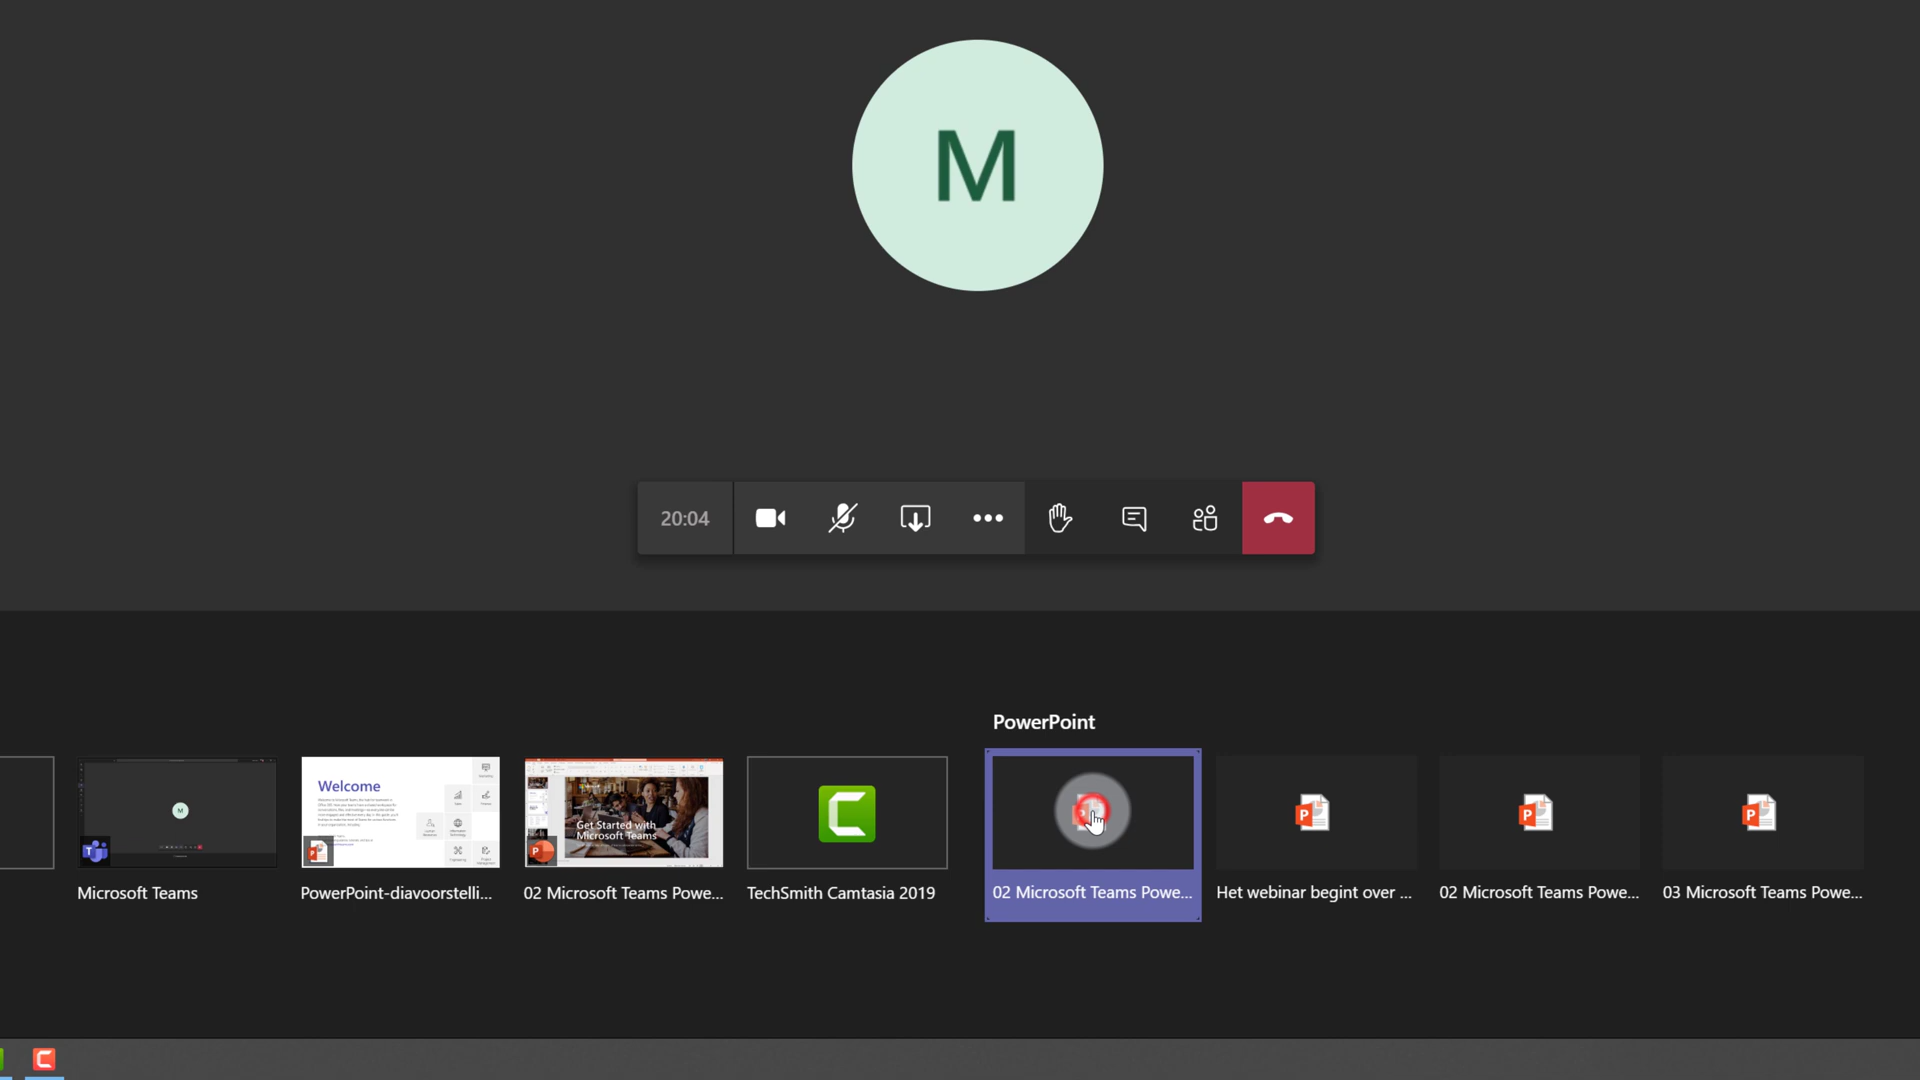 M
20:04
PowerPoint
M
Welcome
Get Started with
Microsoft Teams
Microsoft Teams
PowerPoint-diavoorstelli...
02 Microsoft Teams Powe...
TechSmith Camtasia 2019
02 Microsoft Teams Powe...
Het webinar begint over ...
02 Microsoft Teams Powe...
03 Microsoft Teams Powe...